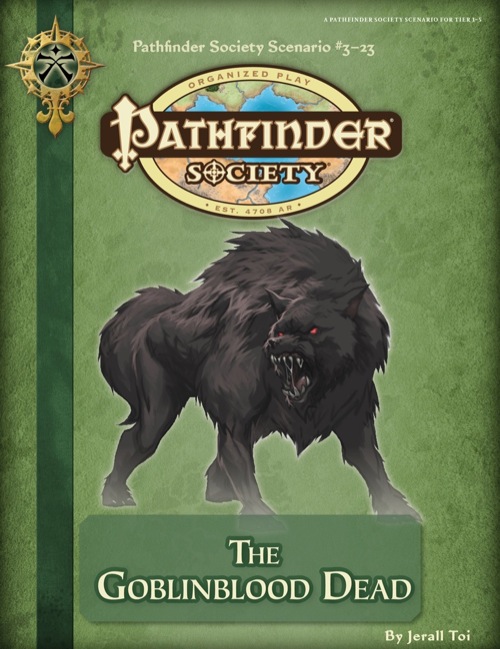 A PATHFINDER SOCIETY SCENARIO FOR TIER 1–5
Pathfinder Society Scenario #3–23
ORGANIZED PLAY
PATHFINDER
SOCIETY
• EST. 4708 AR •
THE
GOBLINBLOOD DEAD
By Jerall Toi